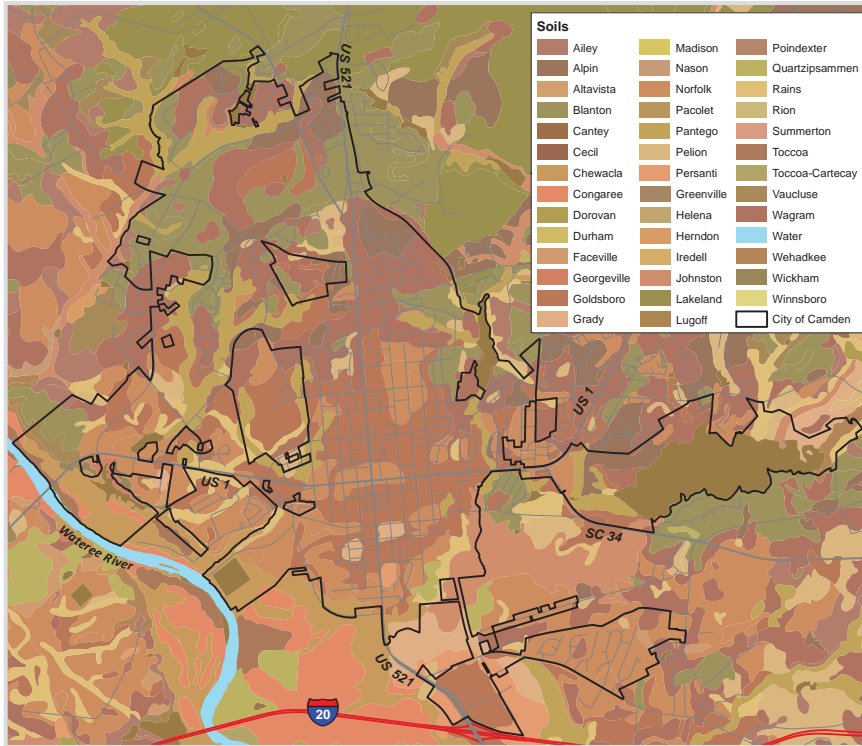 Soils
Ailey
Alpin
Altavista
Blanton
Cantey
Cecil
Chewacla
Congaree
Dorovan
Durham
Faceville
Georgeville
Goldsboro
Grady
Madison
Nason
Norfolk
Pacolet
Pantego
Pelion
Persanti
Greenville
Helena
Herndon
Iredell
Johnston
Lakeland
Lugoff
Poindexter
Quartzipsammen
Rains
Rion
Summerton
Toccoa
Toccoa-Cartecay
Vaucluse
Wagram
Water
Wehadkee
Wickham
Winnsboro
City of Camden
US 521
US 1
US 1
SC 34
Wateree River
US 521
20